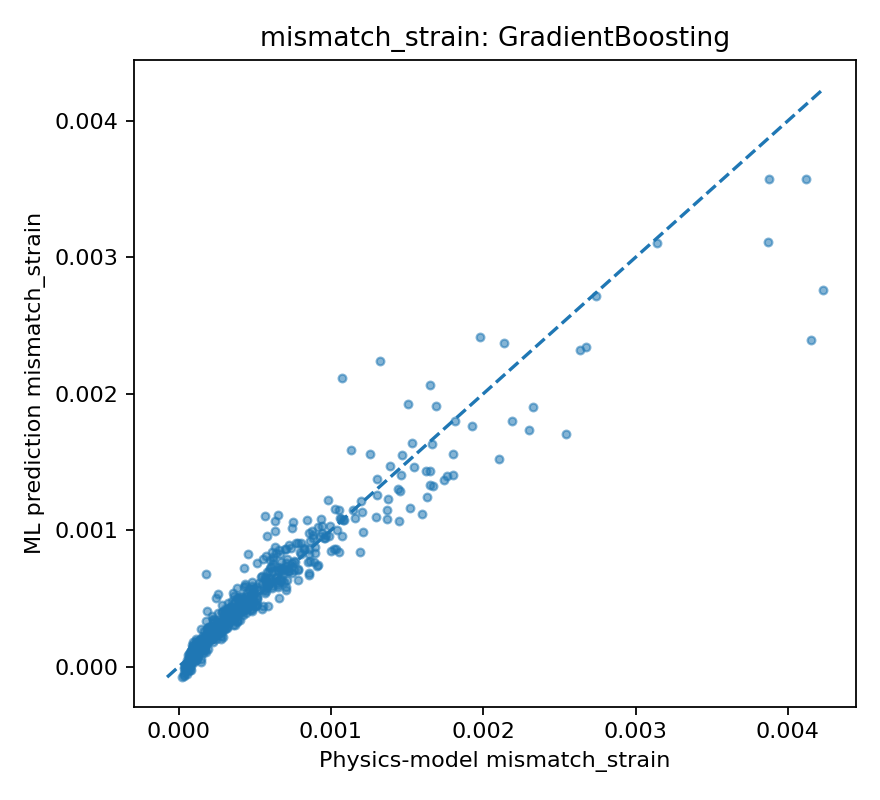 mismatch_strain: GradientBoosting
ML prediction mismatch_strain
0.004
0.003
0.002
0.001
0.000
0.000 0.001 0.002 0.003 0.004
Physics-model mismatch_strain